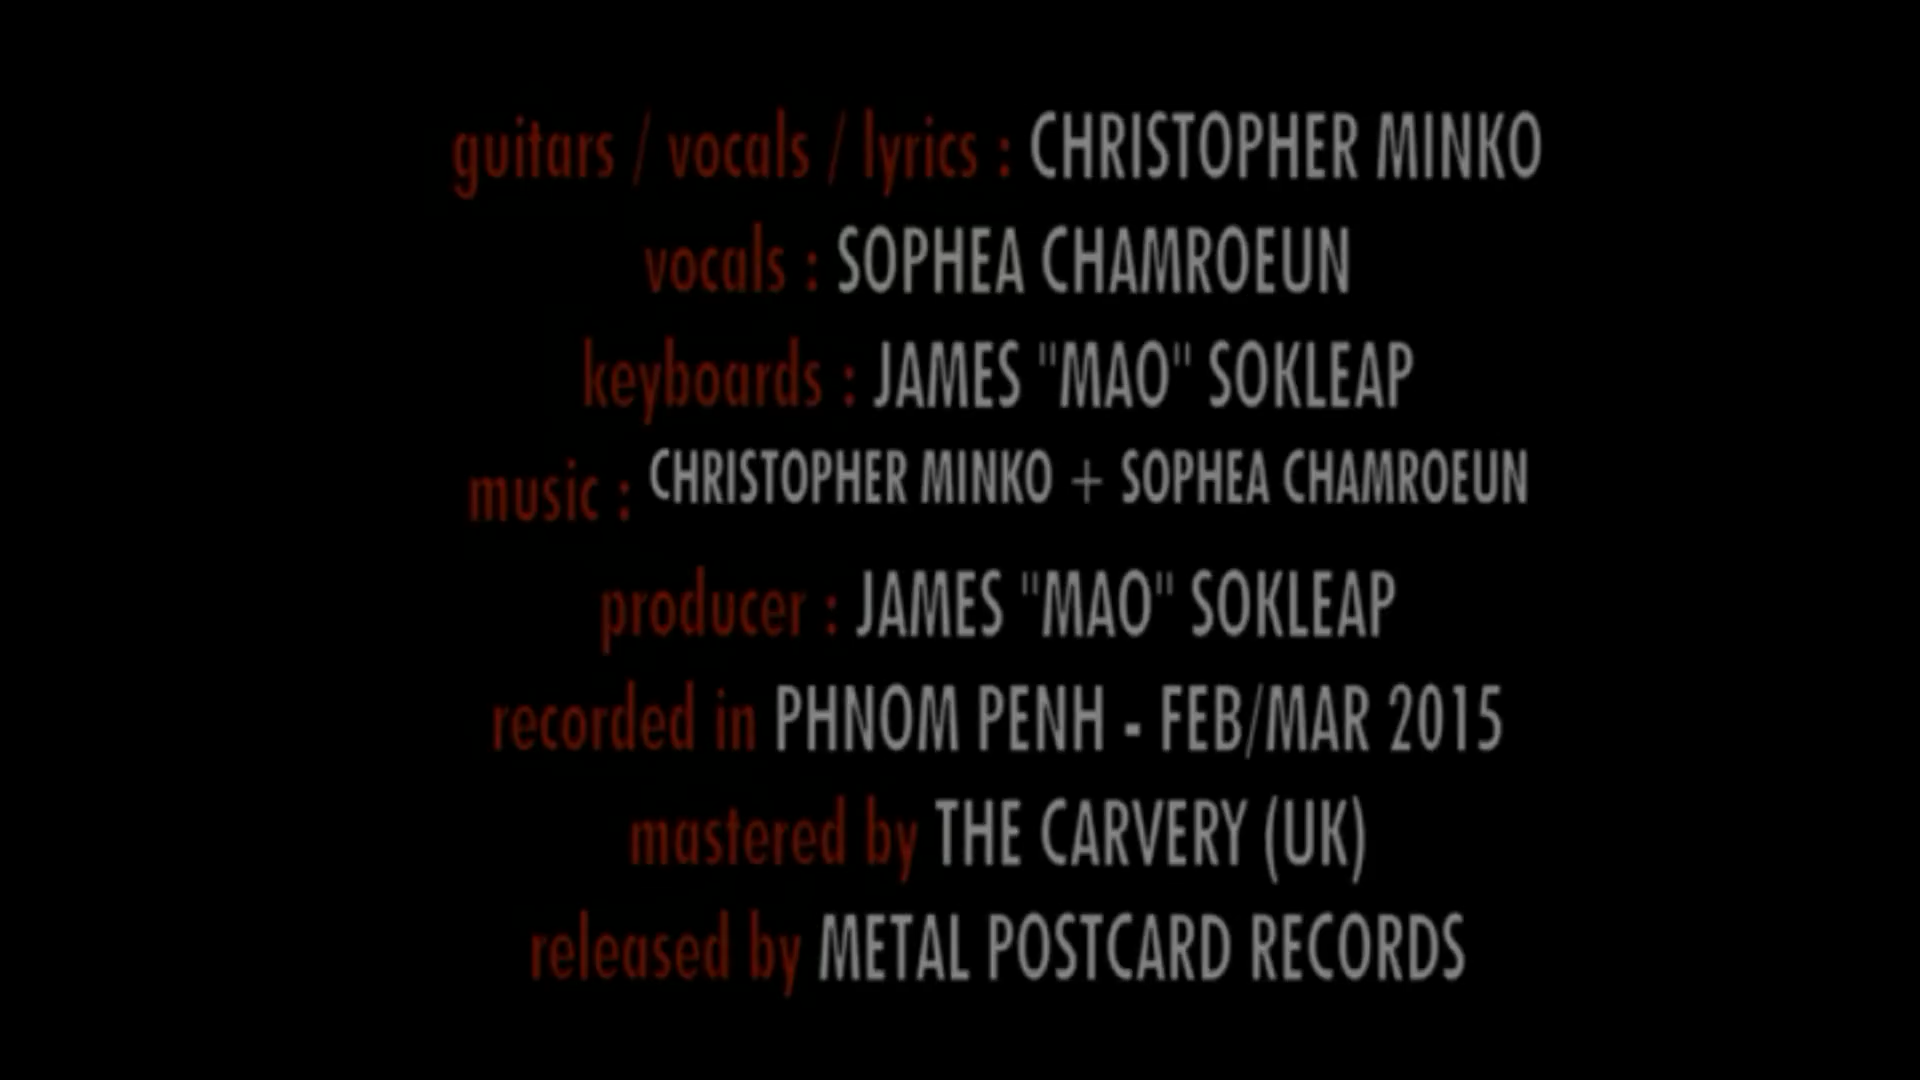 guitars / vocals / lyrics : CHRISTOPHER MINKO
vocals : SOPHEA CHAMROEUN
keyboards : JAMES "MAO" SOKLEAP
music : CHRISTOPHER MINKO + SOPHEA CHAMROEUN
producer : JAMES "MAO" SOKLEAP
recorded in PHNOM PENH - FEB/MAR 2015
mastered by THE CARVERY (UK)
released by METAL POSTCARD RECORDS